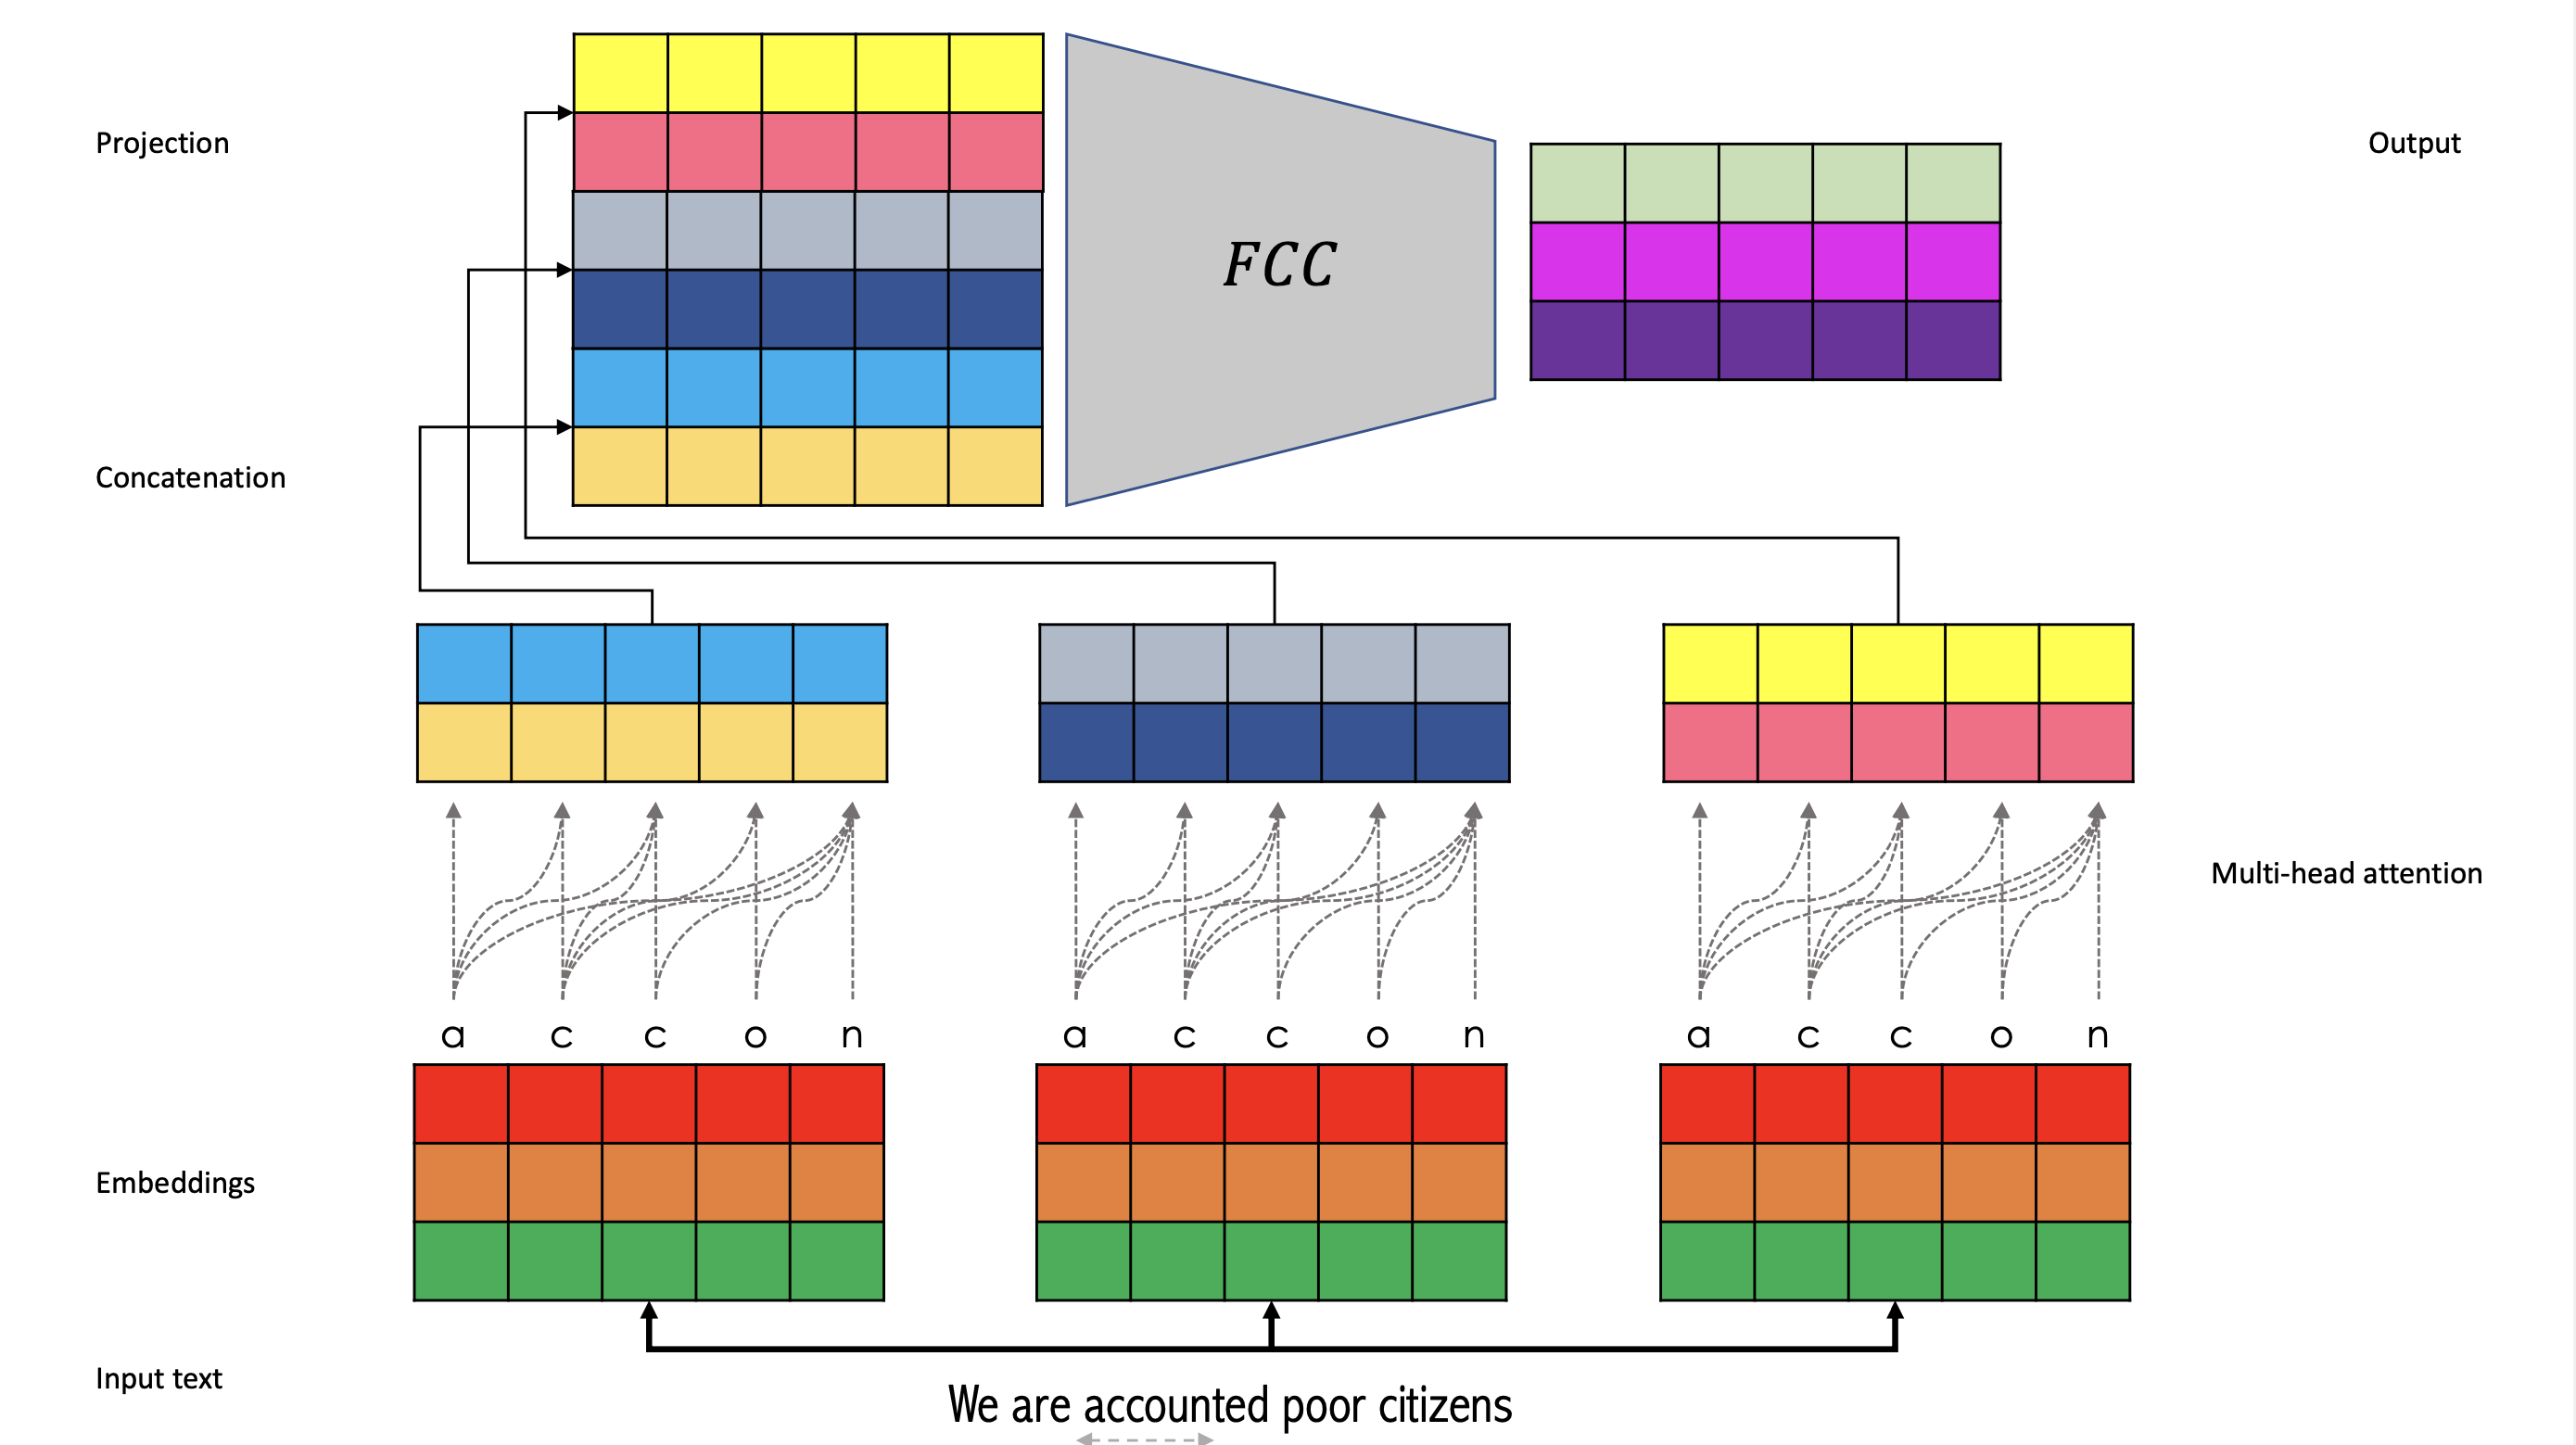 Projection
Output
FCC
Concatenation
Multi-head attention
a c c o n
a c c o n
a c c o n
Embeddings
Input text
We are accounted poor citizens